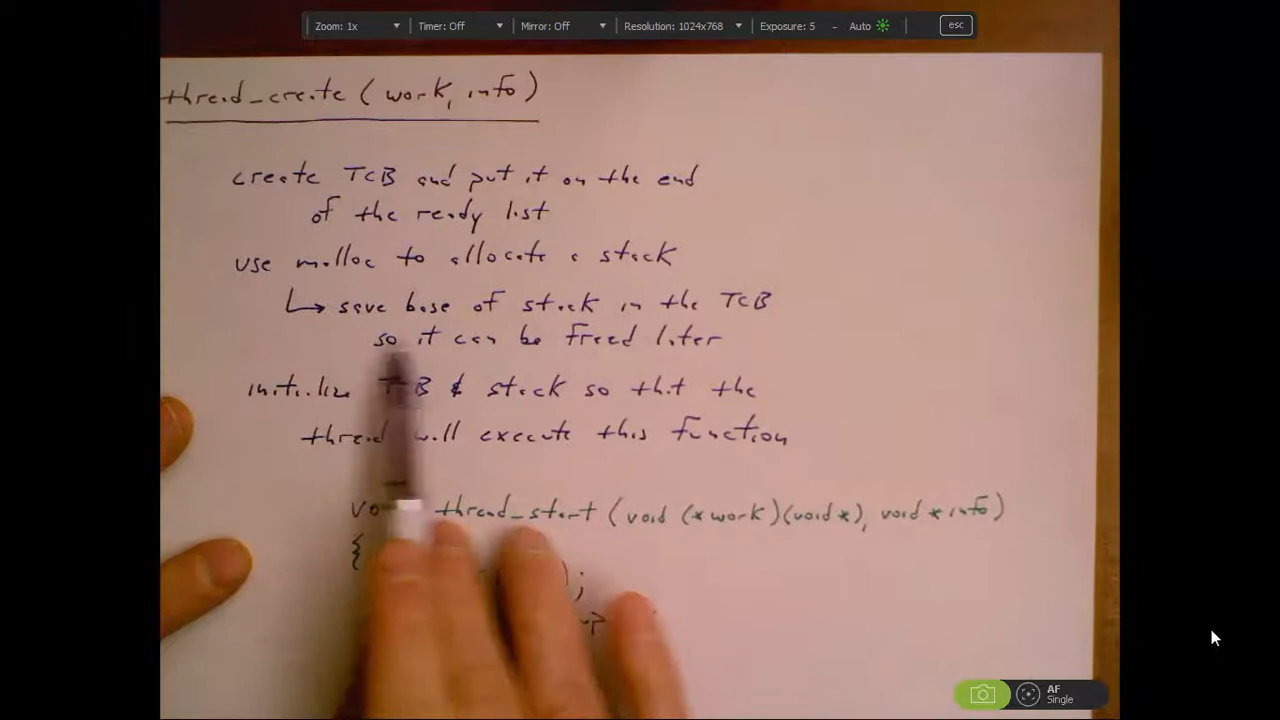 Zoom: 1x Timer: Off Mirror: Off Resolution: 1024x768 Exposure: 5 - Auto esc
thread_create (work, info)
create TCB and put it on the end
of the ready list
use malloc to allocate a stack
↳ save base of stack in the TCB
so it can be freed later
initialize TCB & stack so that the
thread will execute this function
thread_start (void (*work)(void*), void* info)
{
);
AF
Single